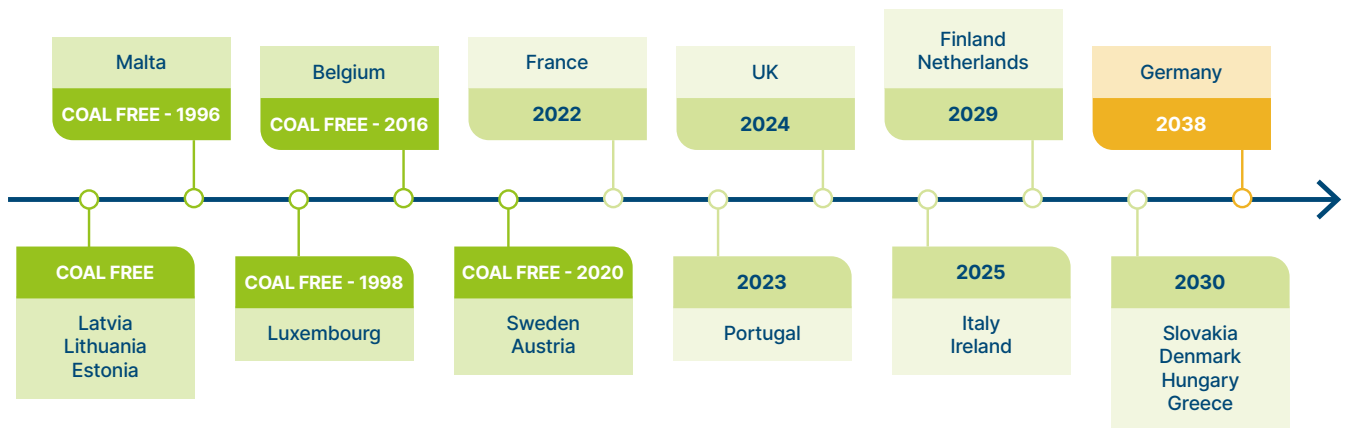 Malta
COAL FREE - 1996
Belgium
COAL FREE - 2016
France
2022
UK
2024
Finland
Netherlands
2029
Germany
2038
COAL FREE
Latvia
Lithuania
Estonia
COAL FREE - 1998
Luxembourg
COAL FREE - 2020
Sweden
Austria
2023
Portugal
2025
Italy
Ireland
2030
Slovakia
Denmark
Hungary
Greece